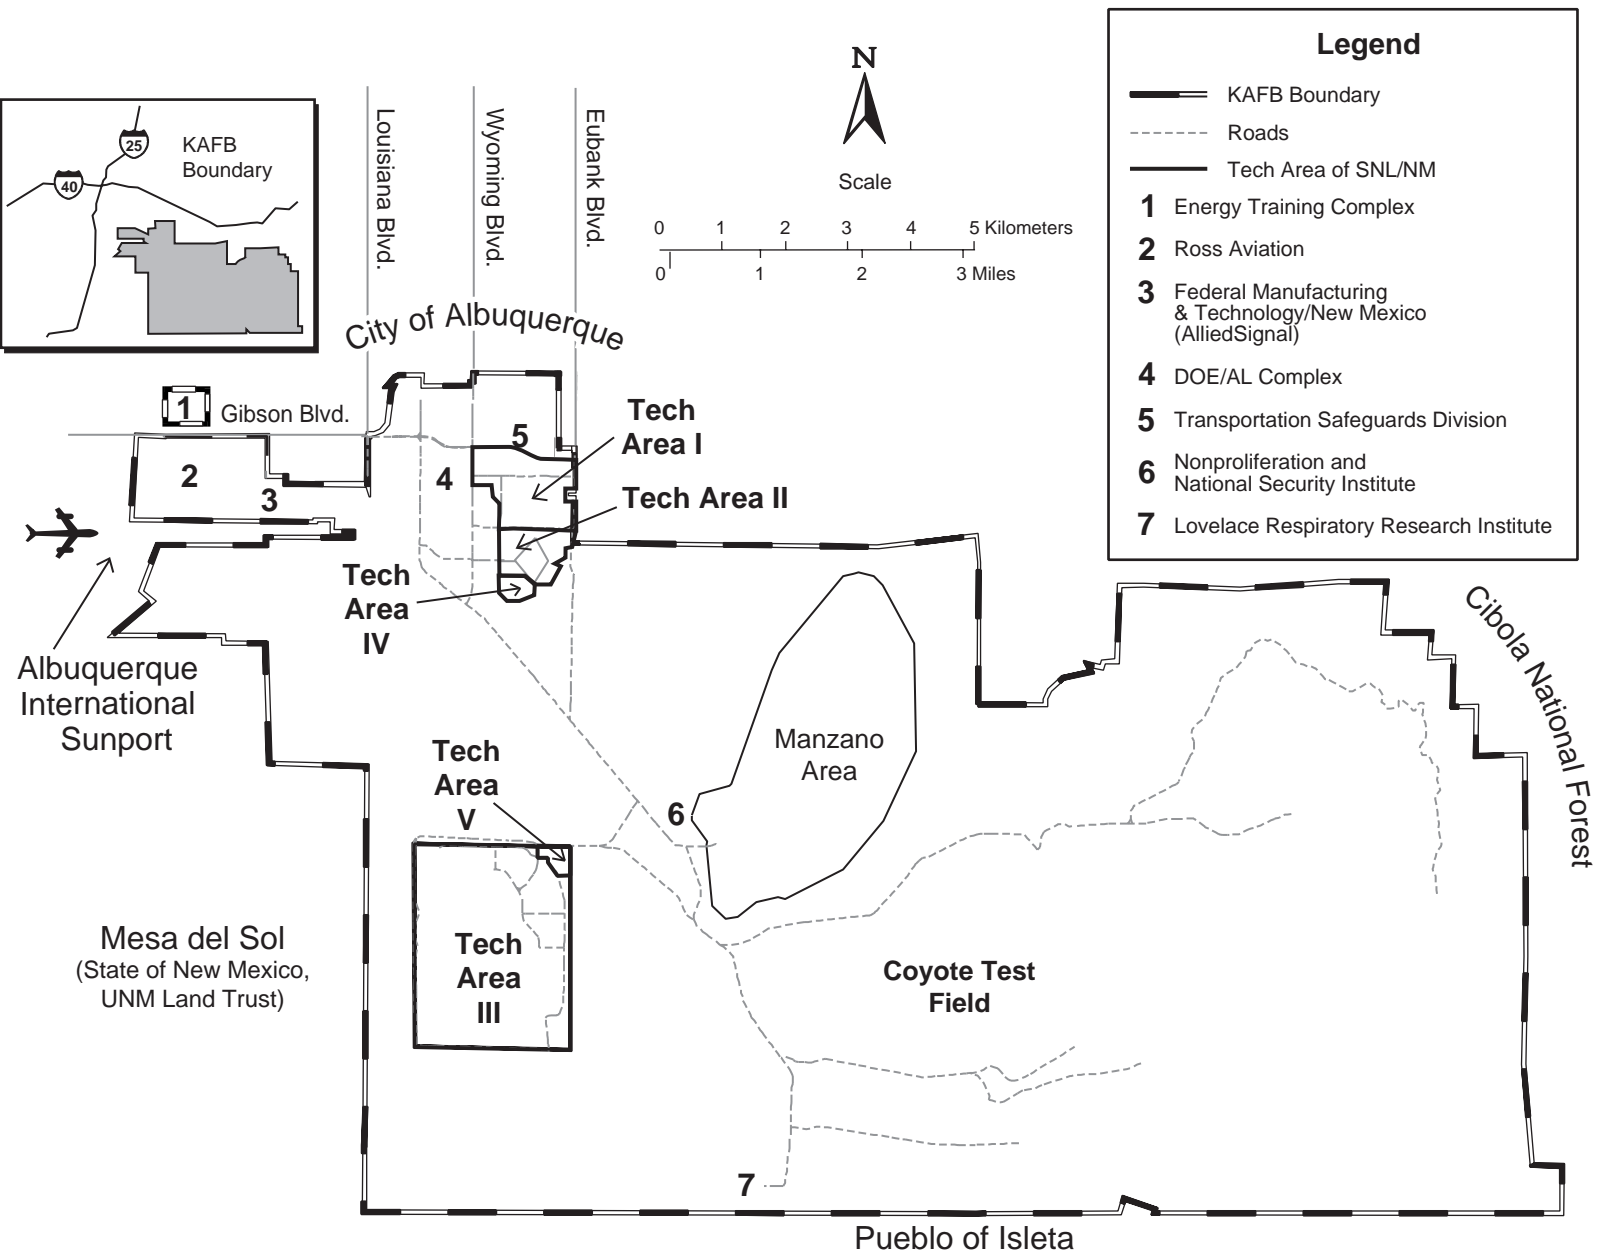 N
Scale
0 1 2 3 4 5 Kilometers
0 1 2 3 Miles
Legend
KAFB Boundary
Roads
Tech Area of SNL/NM
1 Energy Training Complex
2 Ross Aviation
3 Federal Manufacturing
& Technology/New Mexico
(AlliedSignal)
4 DOE/AL Complex
5 Transportation Safeguards Division
6 Nonproliferation and
National Security Institute
7 Lovelace Respiratory Research Institute
25
40
KAFB
Boundary
Louisiana Blvd.
Wyoming Blvd.
Eubank Blvd.
City of Albuquerque
1
Gibson Blvd.
2
3
4
5
Tech
Area I
Tech Area II
Tech
Area
IV
Albuquerque
International
Sunport
Cibola National Forest
Manzano
Area
Tech
Area
V
6
Mesa del Sol
(State of New Mexico,
UNM Land Trust)
Tech
Area
III
Coyote Test
Field
7
Pueblo of Isleta